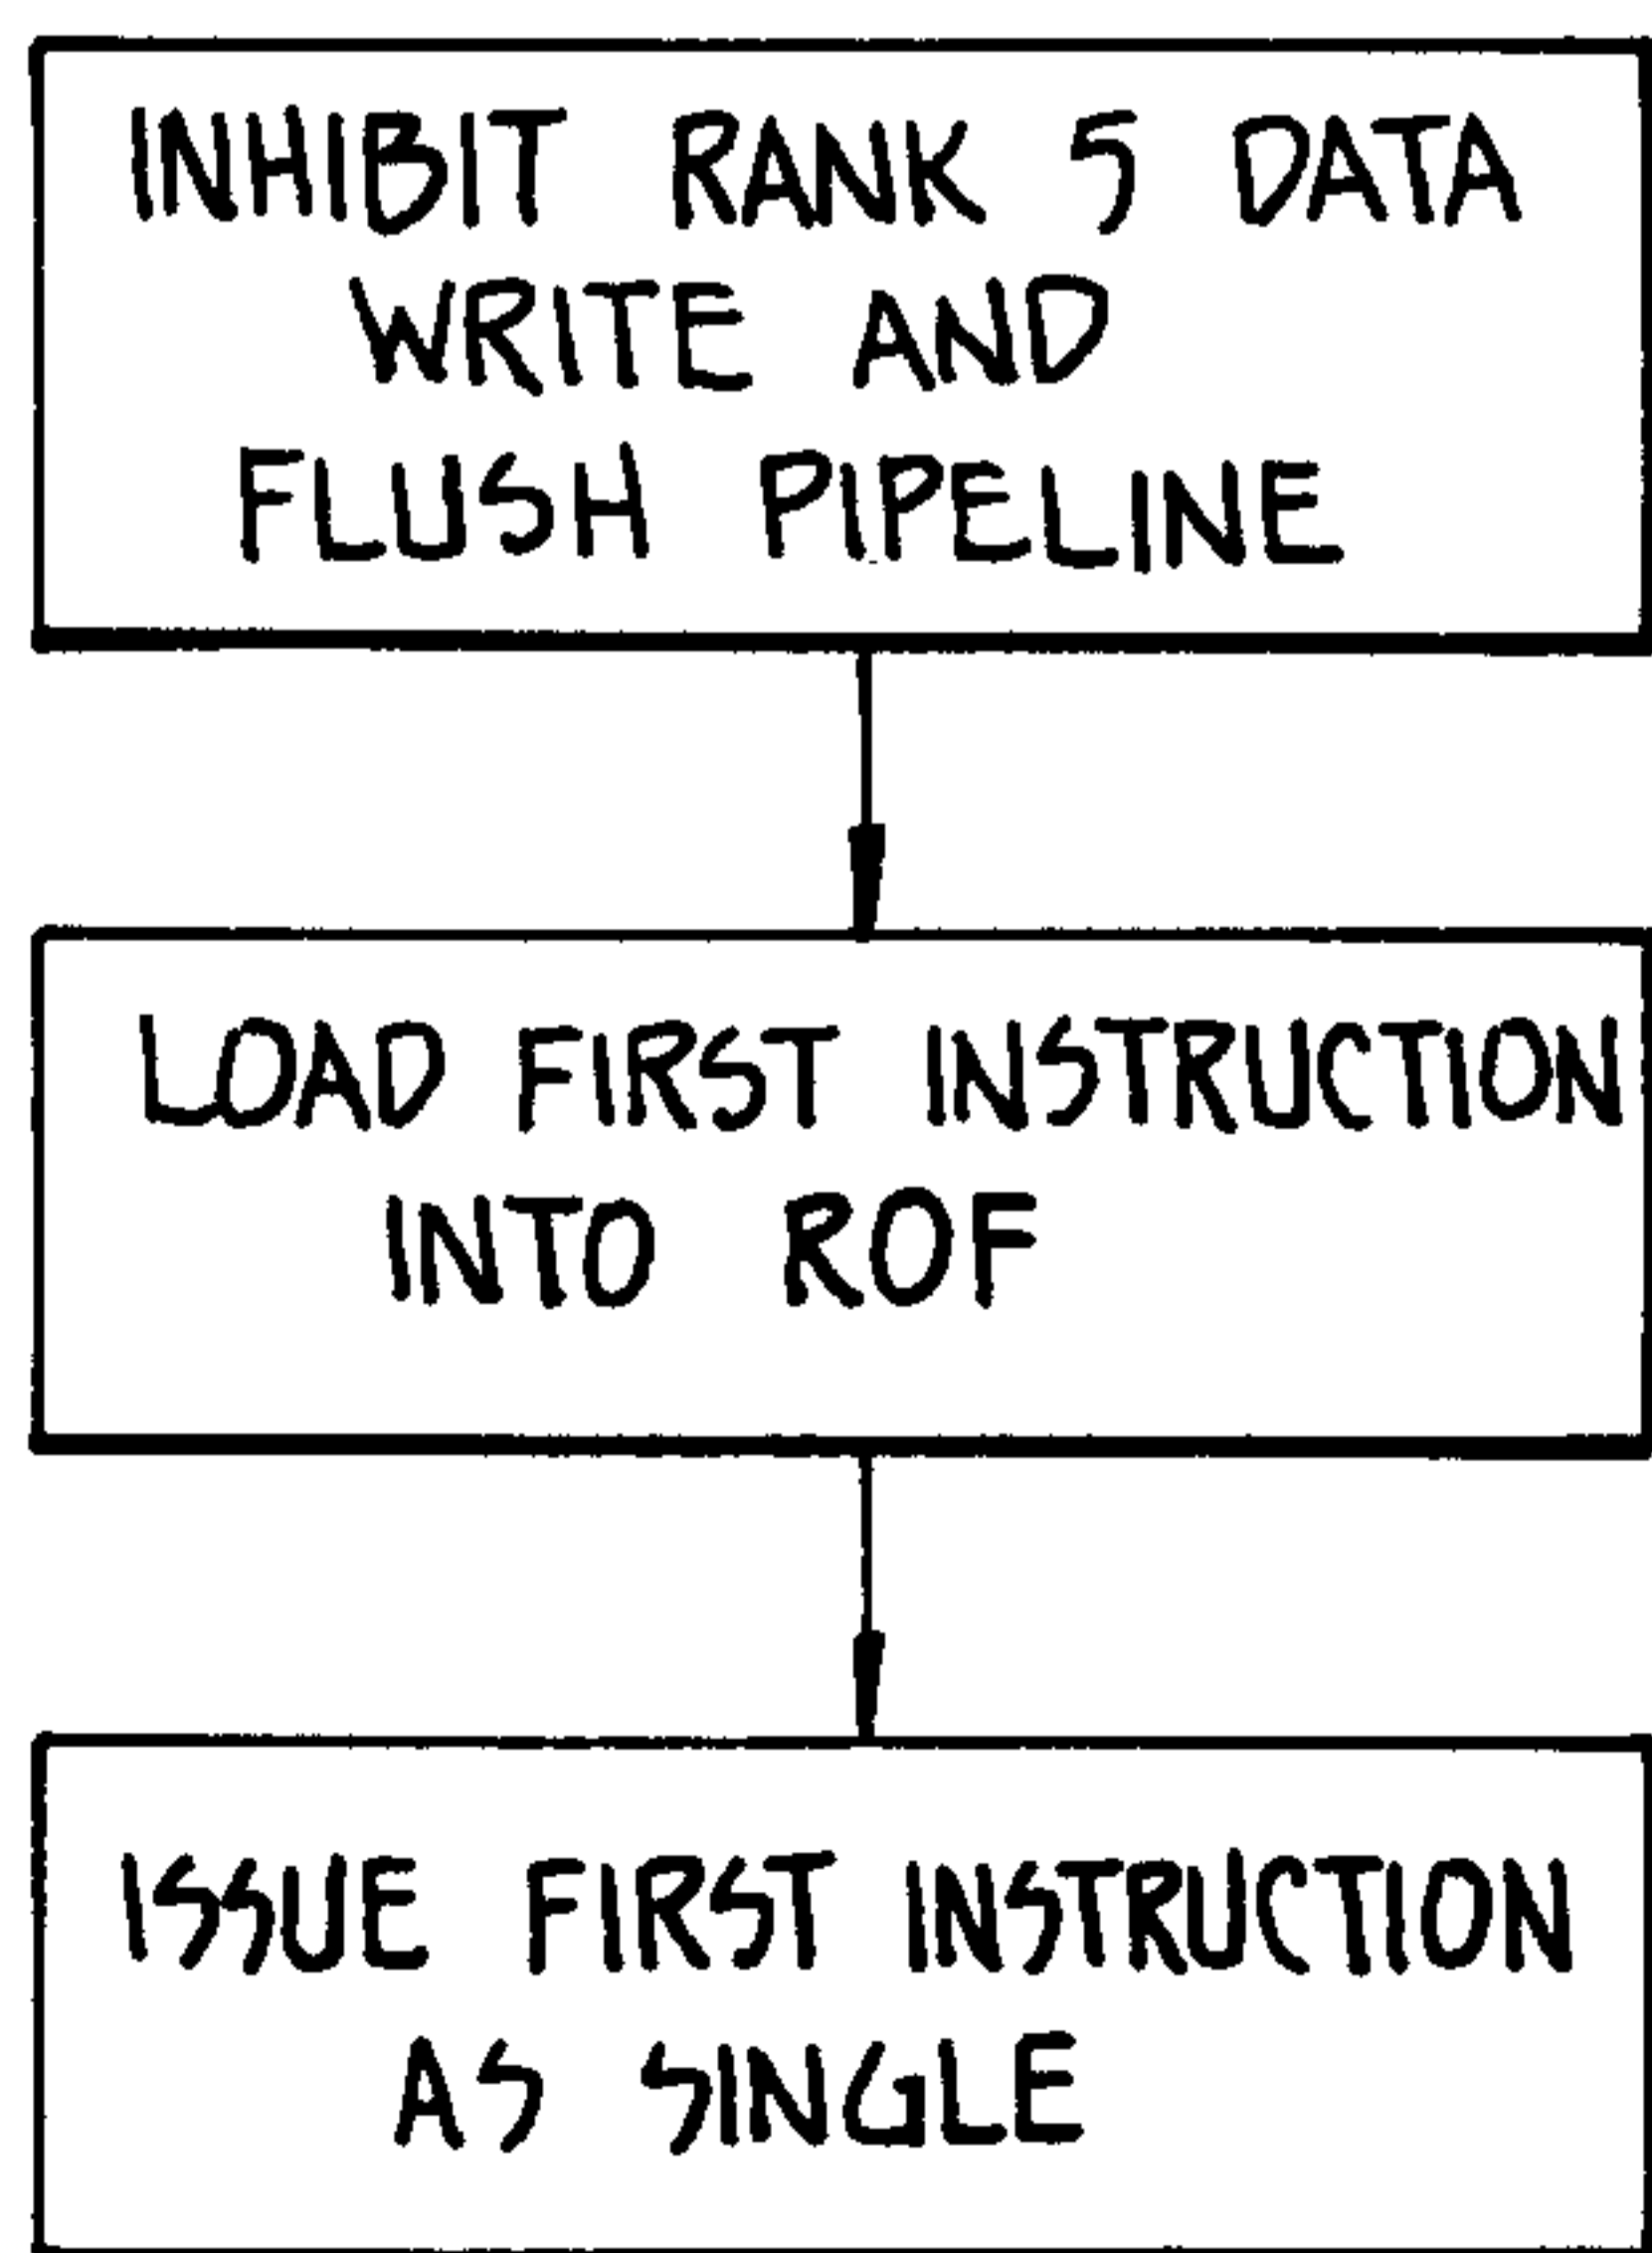 INHIBIT RANK 5 DATA
WRITE AND
FLUSH PIPELINE
LOAD FIRST INSTRUCTION
INTO ROF
ISSUE FIRST INSTRUCTION
AS SINGLE